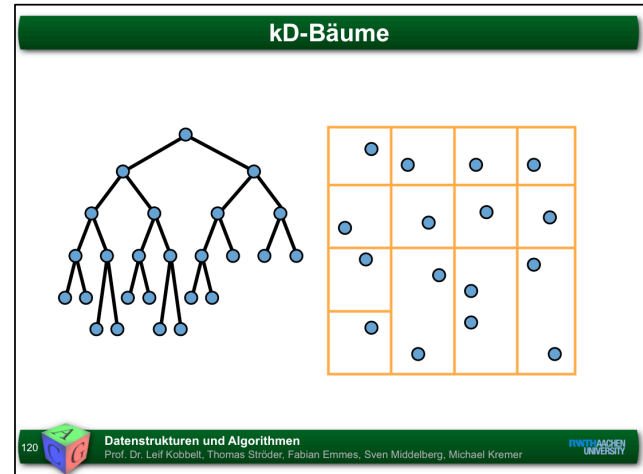 kD-Bäume
120
A
C
G
Datenstrukturen und Algorithmen
Prof. Dr. Leif Kobbelt, Thomas Ströder, Fabian Emmes, Sven Middelberg, Michael Kremer
RWTHAACHEN
UNIVERSITY